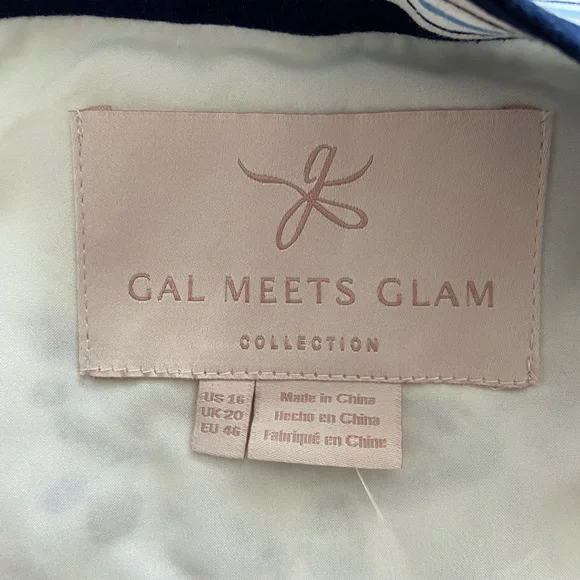 g
GAL MEETS GLAM
COLLECTION
US 16
UK 20
EU 46
Made in China
Hecho en China
Fabriqué en Chine